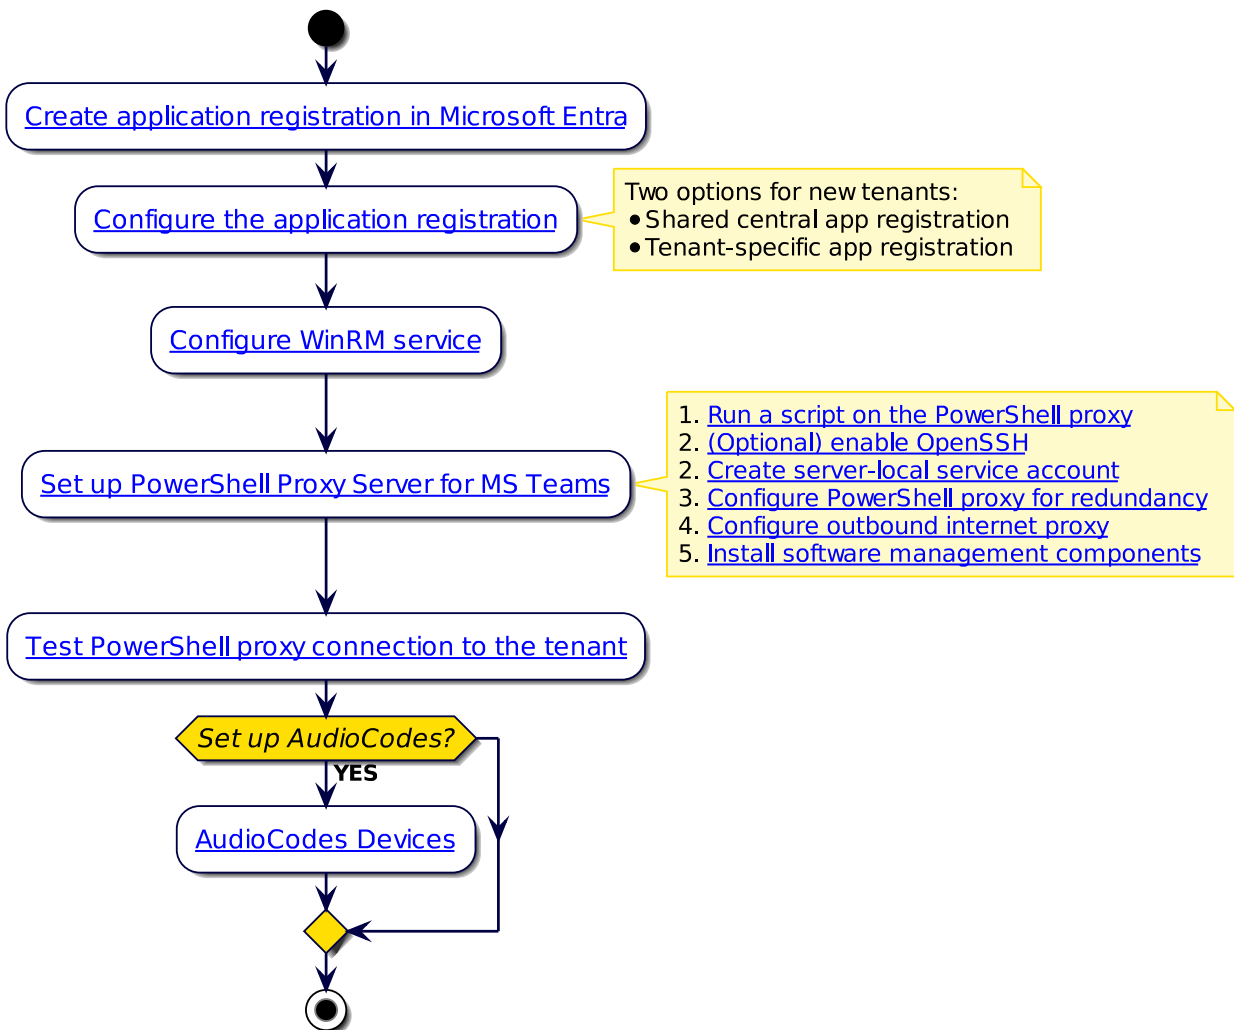 Create application registration in Microsoft Entra
Configure the application registration
Two options for new tenants:
• Shared central app registration
• Tenant-specific app registration
Configure WinRM service
Set up PowerShell Proxy Server for MS Teams
1. Run a script on the PowerShell proxy
2. (Optional) enable OpenSSH
2. Create server-local service account
3. Configure PowerShell proxy for redundancy
4. Configure outbound internet proxy
5. Install software management components
Test PowerShell proxy connection to the tenant
Set up AudioCodes?
YES
AudioCodes Devices